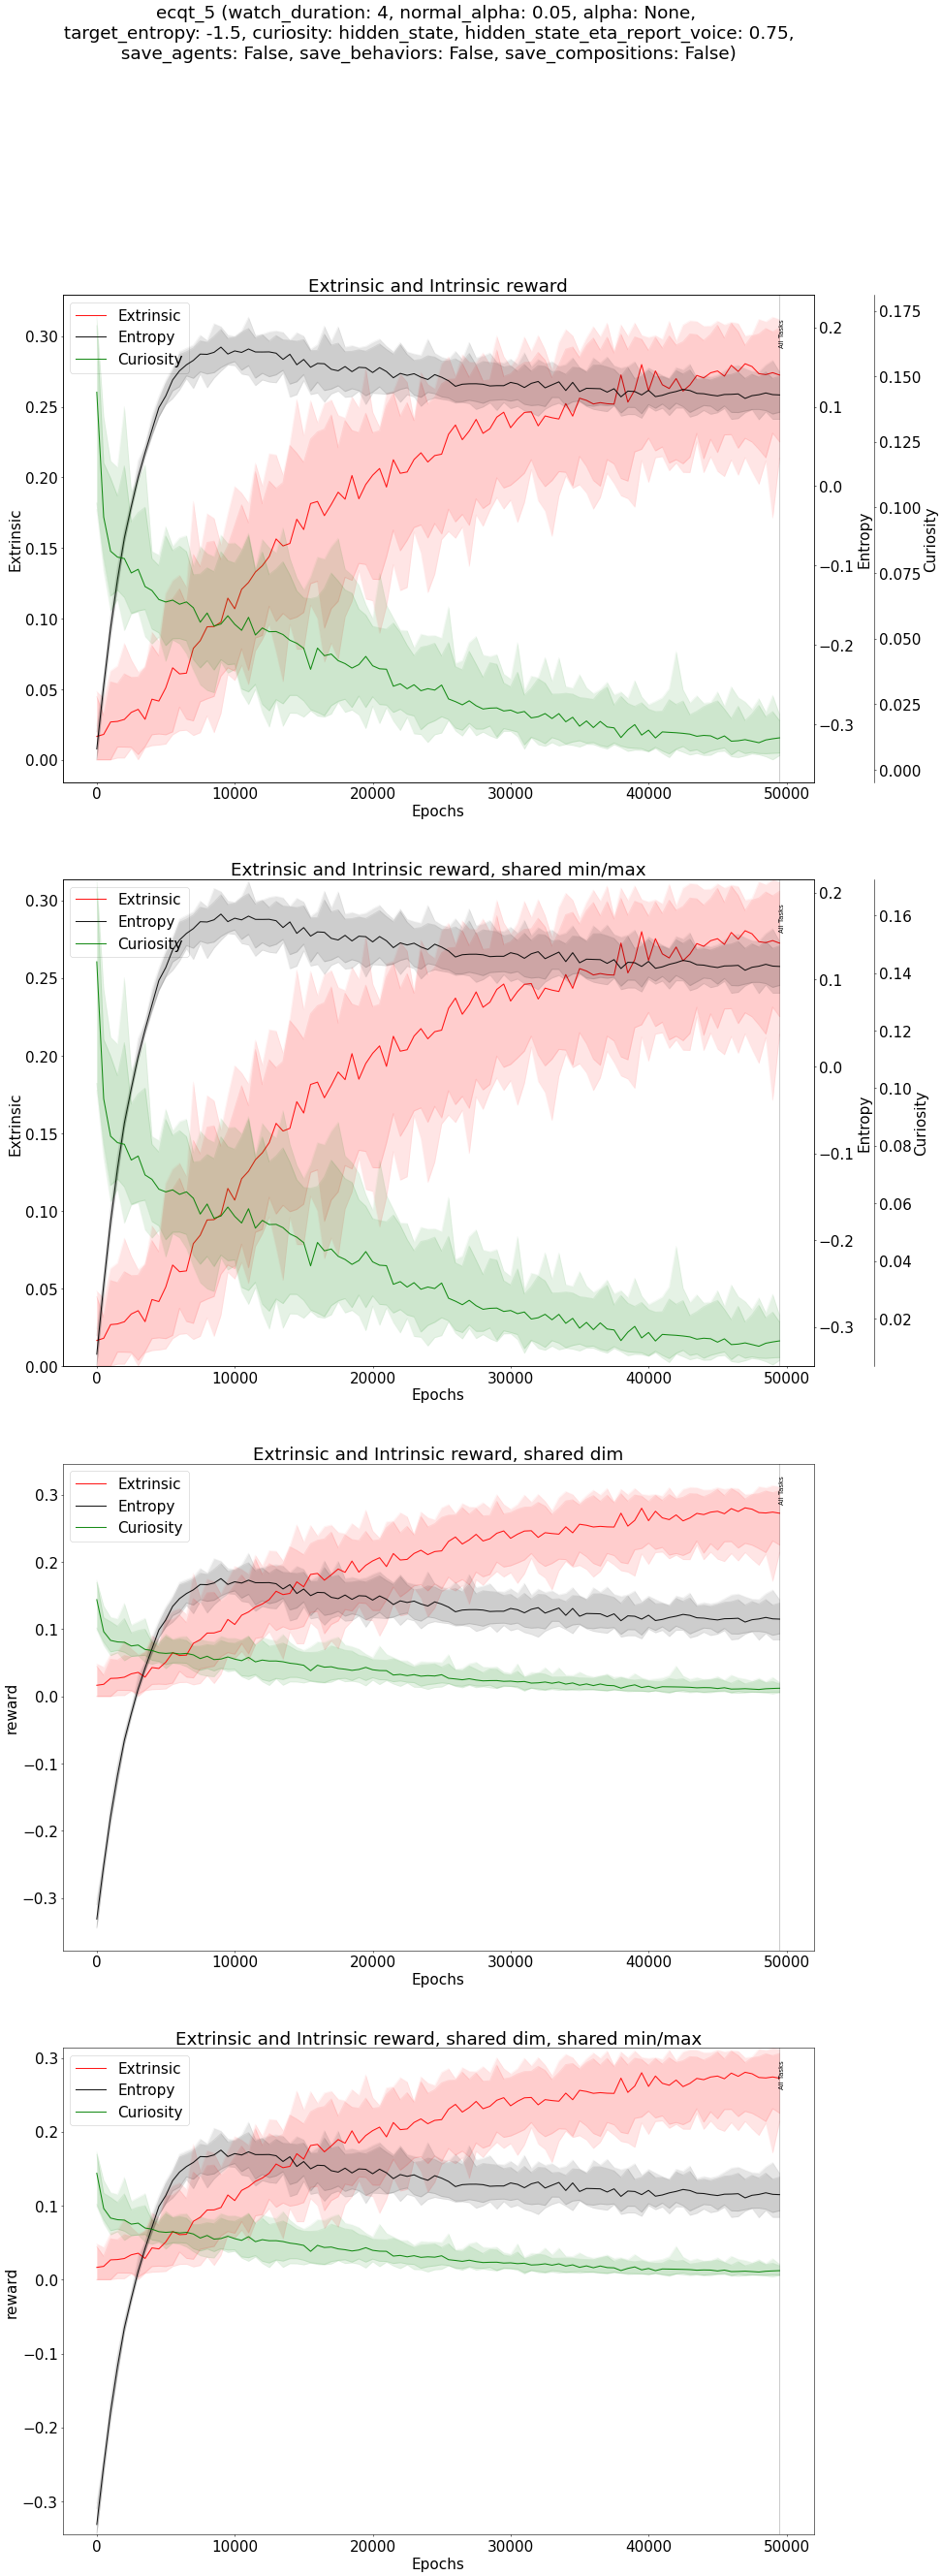 ecqt_5 (watch_duration: 4, normal_alpha: 0.05, alpha: None,
target_entropy: -1.5, curiosity: hidden_state, hidden_state_eta_report_voice: 0.75,
save_agents: False, save_behaviors: False, save_compositions: False)
Extrinsic and Intrinsic reward
Extrinsic
Entropy
Curiosity
All Tasks
0.30
0.25
0.20
0.15
0.10
0.05
0.00
Extrinsic
0.2
0.1
0.0
−0.1
−0.2
−0.3
Entropy
0.175
0.150
0.125
0.100
0.075
0.050
0.025
0.000
Curiosity
0 10000 20000 30000 40000 50000
Epochs
Extrinsic and Intrinsic reward, shared min/max
Extrinsic
Entropy
Curiosity
All Tasks
0.30
0.25
0.20
0.15
0.10
0.05
0.00
Extrinsic
0.2
0.1
0.0
−0.1
−0.2
−0.3
Entropy
0.16
0.14
0.12
0.10
0.08
0.06
0.04
0.02
Curiosity
0 10000 20000 30000 40000 50000
Epochs
Extrinsic and Intrinsic reward, shared dim
Extrinsic
Entropy
Curiosity
All Tasks
0.3
0.2
0.1
0.0
−0.1
−0.2
−0.3
reward
0 10000 20000 30000 40000 50000
Epochs
Extrinsic and Intrinsic reward, shared dim, shared min/max
Extrinsic
Entropy
Curiosity
All Tasks
0.3
0.2
0.1
0.0
−0.1
−0.2
−0.3
reward
0 10000 20000 30000 40000 50000
Epochs